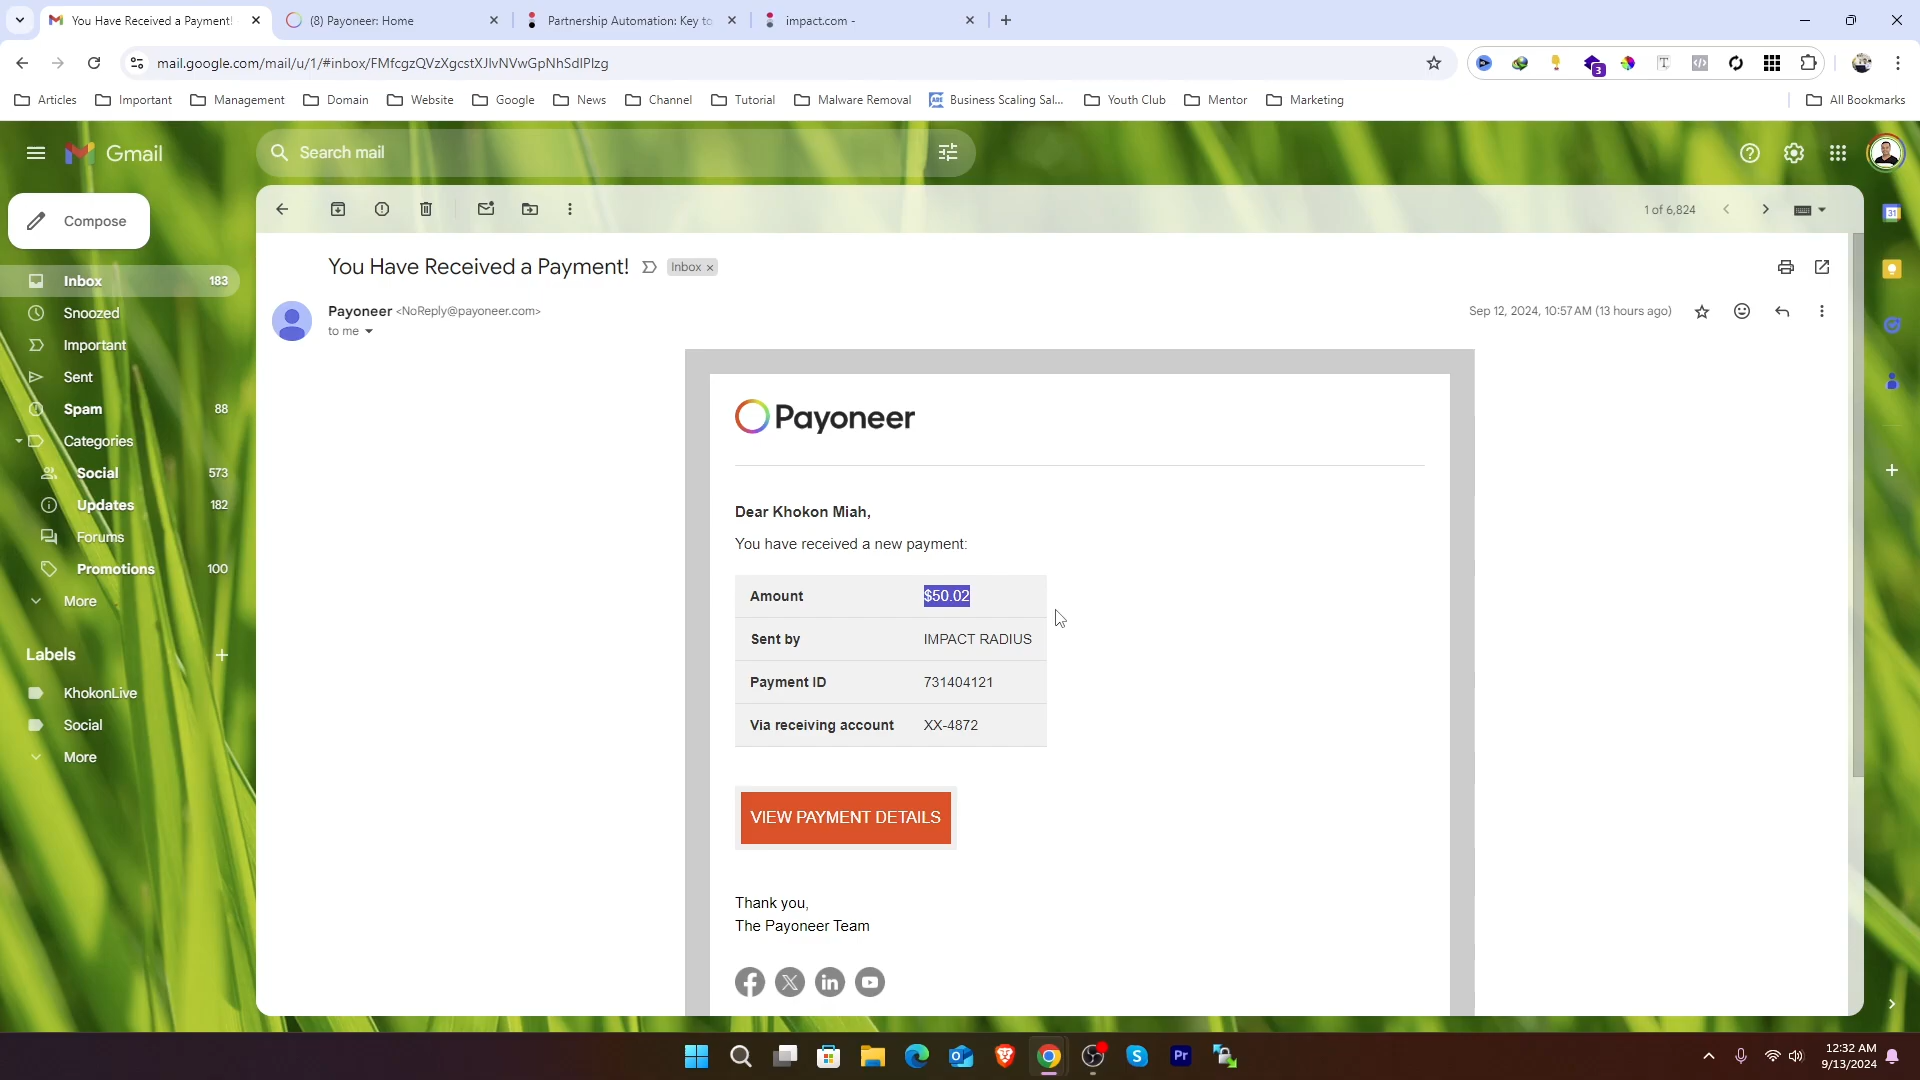 You Have Received a Payment!
(8) Payoneer: Home
Partnership Automation: Key to
impact.com -
mail.google.com/mail/u/1/#inbox/FMfcgzQVzXgcstXJlvNVwGpNhSdlPlzg
3
Articles
Important
Management
Domain
Website
Google
News
Channel
Tutorial
Malware Removal
Business Scaling Sal...
Youth Club
Mentor
Marketing
All Bookmarks
Gmail
Search mail
Compose
1 of 6,824
31
Inbox 183
Snoozed
Important
Sent
Spam 88
Categories
Social 573
Updates 182
Forums
Promotions 100
More
Labels
KhokonLive
Social
More
You Have Received a Payment!
Inbox
Payoneer <NoReply@payoneer.com>
to me
Sep 12, 2024, 10:57 AM (13 hours ago)
Payoneer
Dear Khokon Miah,
You have received a new payment:
Amount $50.02
Sent by IMPACT RADIUS
Payment ID 731404121
Via receiving account XX-4872
VIEW PAYMENT DETAILS
Thank you,
The Payoneer Team
12:32 AM
9/13/2024